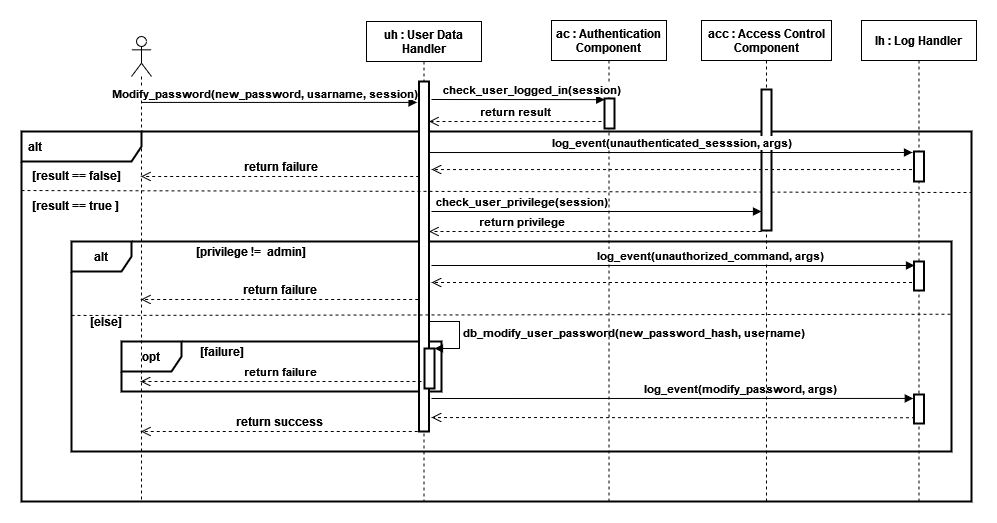 uh : User Data
Handler
ac : Authentication
Component
acc : Access Control
Component
lh : Log Handler
Modify_password(new_password, usarname, session)
check_user_logged_in(session)
return result
alt
log_event(unauthenticated_sesssion, args)
return failure
[result == false]
[result == true ]
check_user_privilege(session)
return privilege
alt
[privilege != admin]
log_event(unauthorized_command, args)
return failure
[else]
db_modify_user_password(new_password_hash, username)
opt
[failure]
return failure
log_event(modify_password, args)
return success